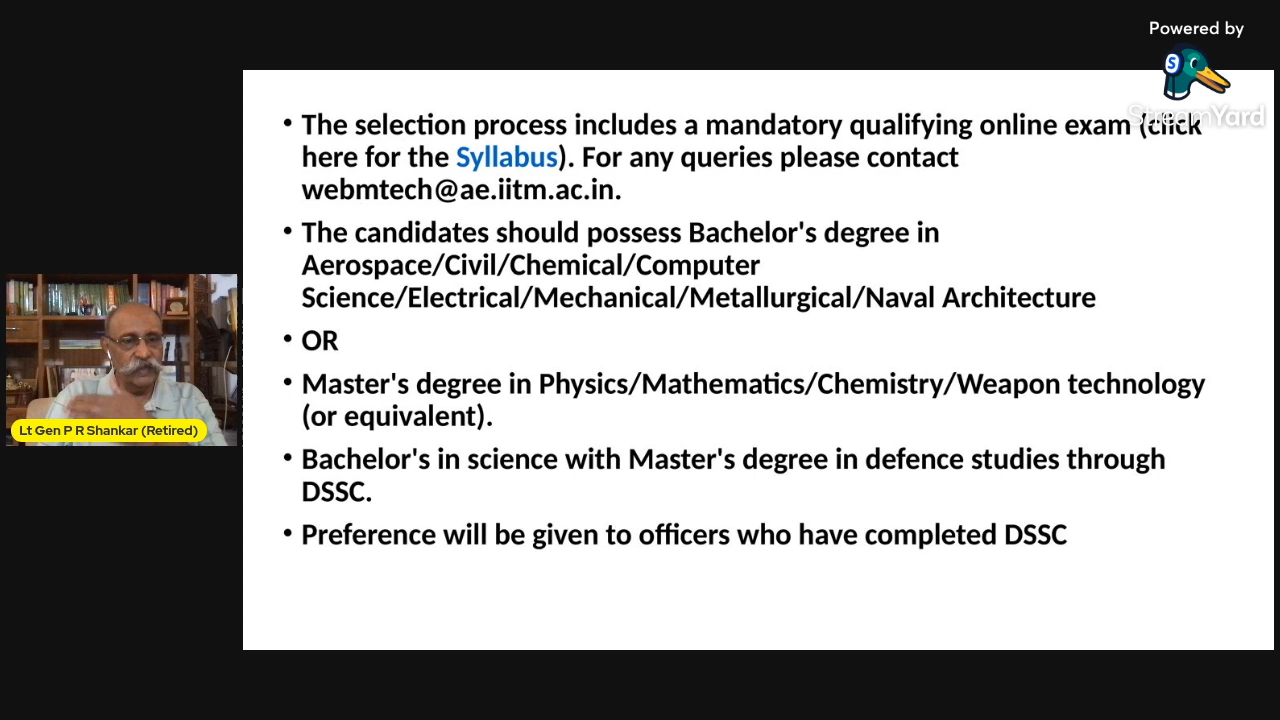 Powered by
StreamYard
• The selection process includes a mandatory qualifying online exam (click
here for the Syllabus). For any queries please contact
webmtech@ae.iitm.ac.in.
• The candidates should possess Bachelor's degree in
Aerospace/Civil/Chemical/Computer
Science/Electrical/Mechanical/Metallurgical/Naval Architecture
• OR
• Master's degree in Physics/Mathematics/Chemistry/Weapon technology
(or equivalent).
• Bachelor's in science with Master's degree in defence studies through
DSSC.
• Preference will be given to officers who have completed DSSC
Lt Gen P R Shankar (Retired)